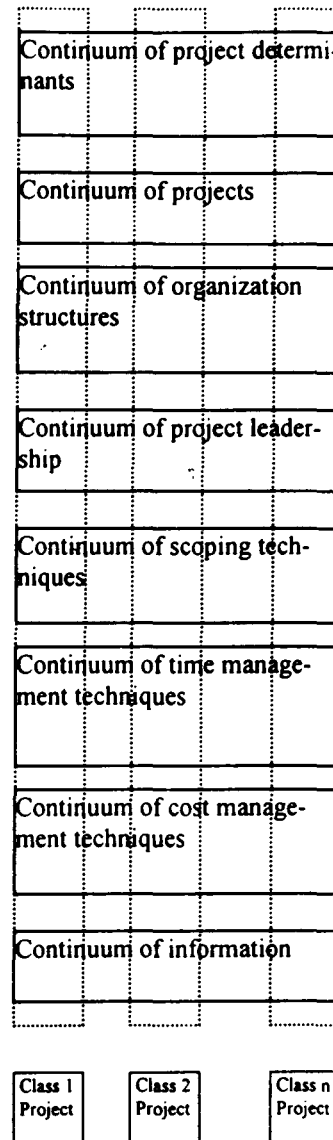 Continuum of project determi-
nants
Continuum of projects
Continuum of organization
structures
Continuum of project leader-
ship
Continuum of scoping tech-
niques
Continuum of time manage-
ment techniques
Continuum of cost manage-
ment techniques
Continuum of information
Class 1
Project
Class 2
Project
Class n
Project